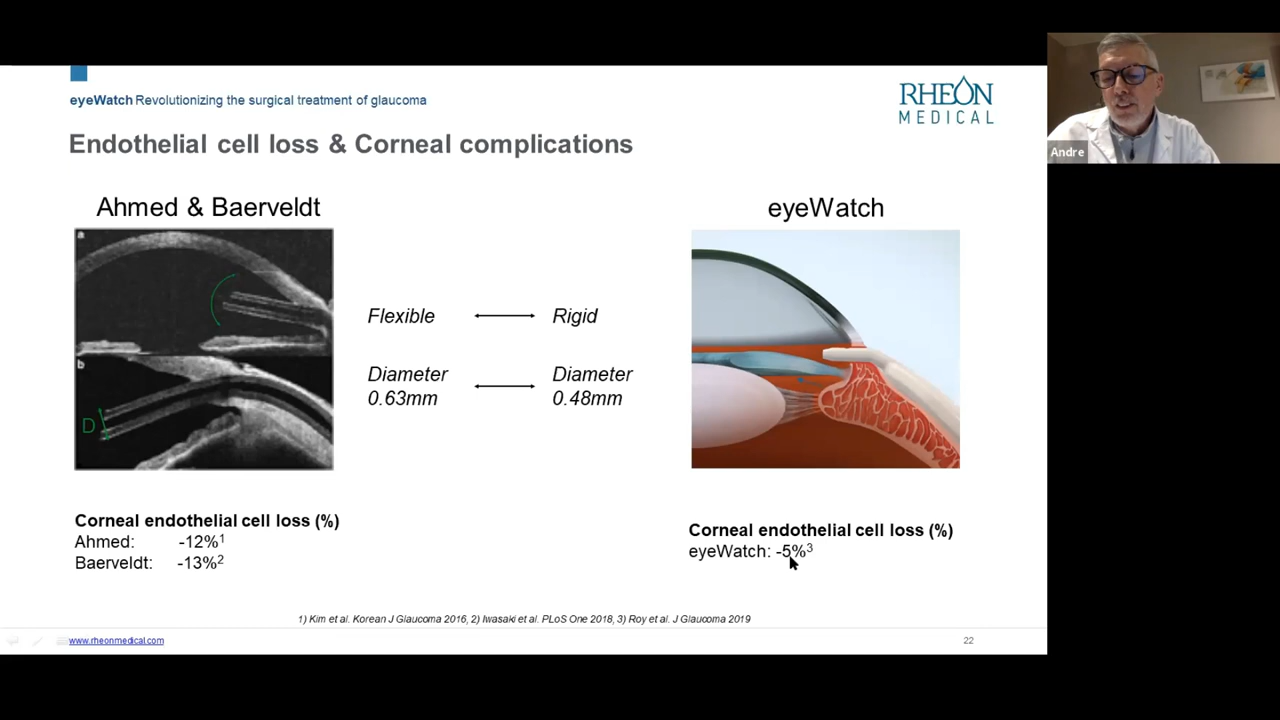 eyeWatch Revolutionizing the surgical treatment of glaucoma
RHEON
MEDICAL
Andre
Endothelial cell loss & Corneal complications
Ahmed & Baerveldt
eyeWatch
a
b
D
Flexible
Rigid
Diameter
0.63mm
Diameter
0.48mm
Corneal endothelial cell loss (%)
Ahmed: -12%1
Baerveldt: -13%2
Corneal endothelial cell loss (%)
eyeWatch: -5%3
1) Kim et al. Korean J Glaucoma 2016, 2) Iwasaki et al. PLoS One 2018, 3) Roy et al. J Glaucoma 2019
www.rheonmedical.com
22